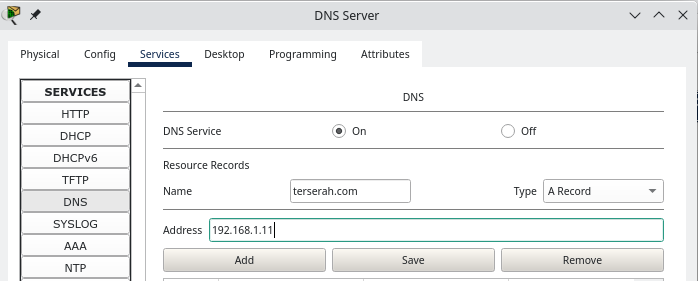 DNS Server
Physical Config Services Desktop Programming Attributes
SERVICES
HTTP
DHCP
DHCPv6
TFTP
DNS
SYSLOG
AAA
NTP
DNS
DNS Service On Off
Resource Records
Name terserah.com Type A Record
Address 192.168.1.11
Add Save Remove